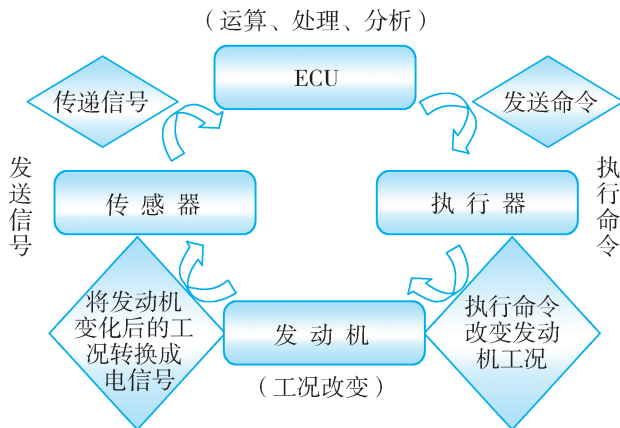 （运算、处理、分析）
ECU
传递信号
发送命令
发送信号
传感器
执行器
执行命令
将发动机
变化后的工
况转换成
电信号
发动机
（工况改变）
执行命令
改变发动
机工况